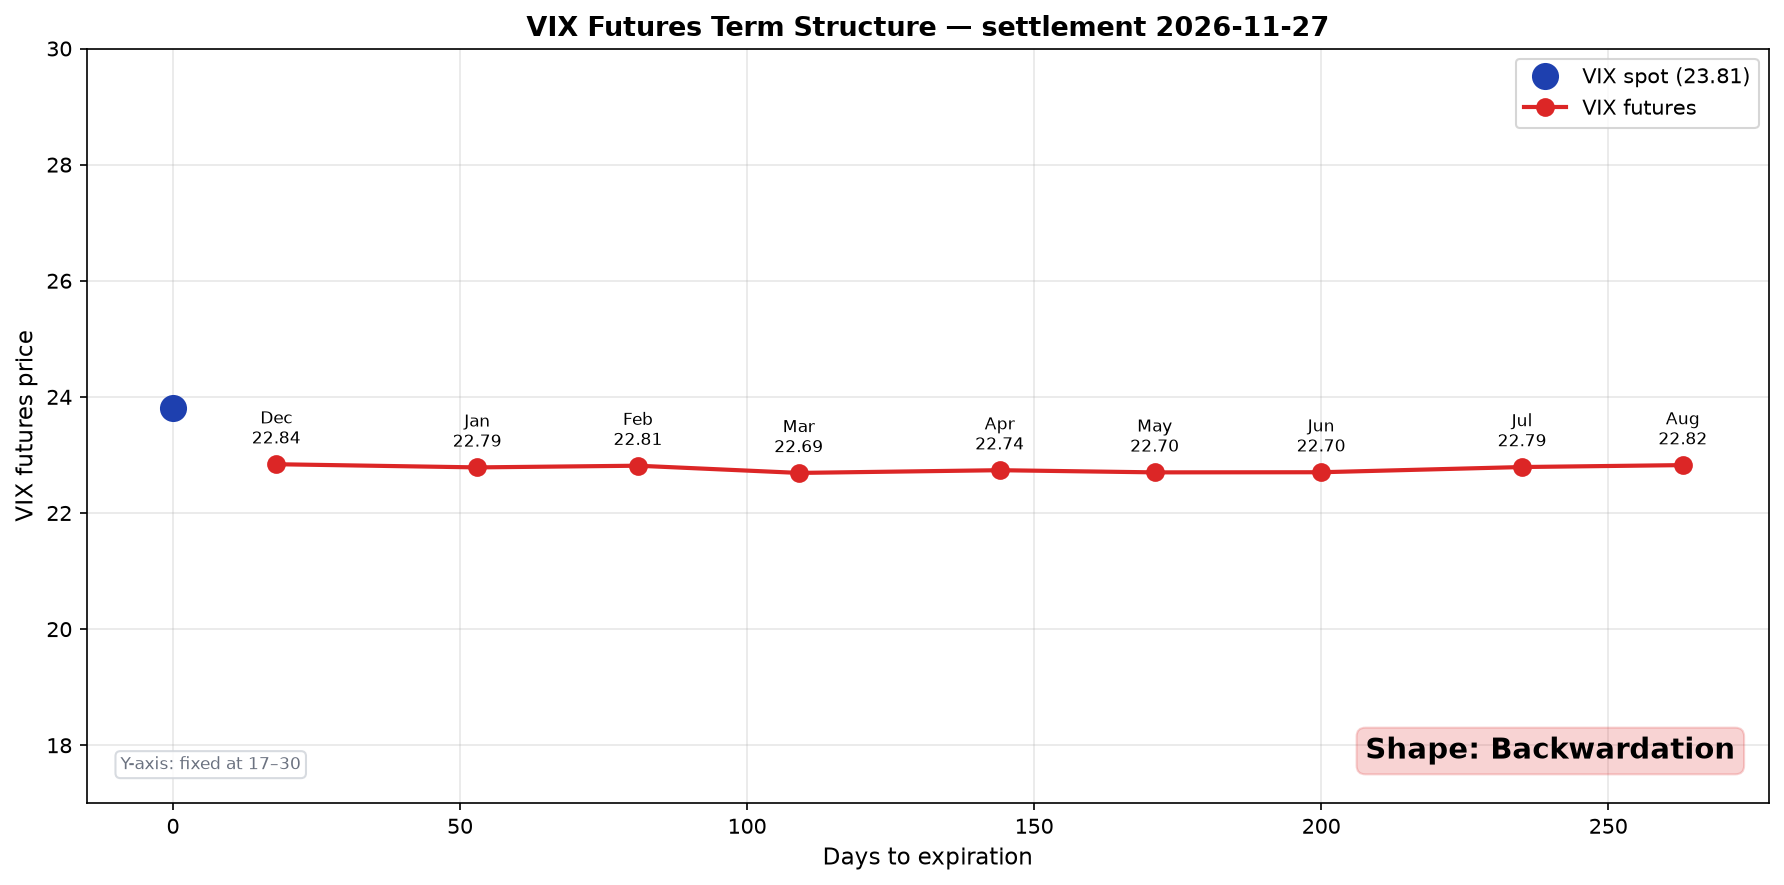 VIX Futures Term Structure — settlement 2026-11-27
VIX spot (23.81)
VIX futures
VIX futures price
30
28
26
24
22
20
18
Dec
22.84
Jan
22.79
Feb
22.81
Mar
22.69
Apr
22.74
May
22.70
Jun
22.70
Jul
22.79
Aug
22.82
Y-axis: fixed at 17–30
Shape: Backwardation
0
50
100
150
200
250
Days to expiration